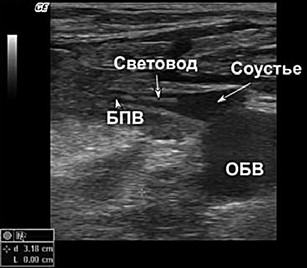 GE
Световод
Соустье
БПВ
ОБВ
d 3.18 cm
L 0.00 cm